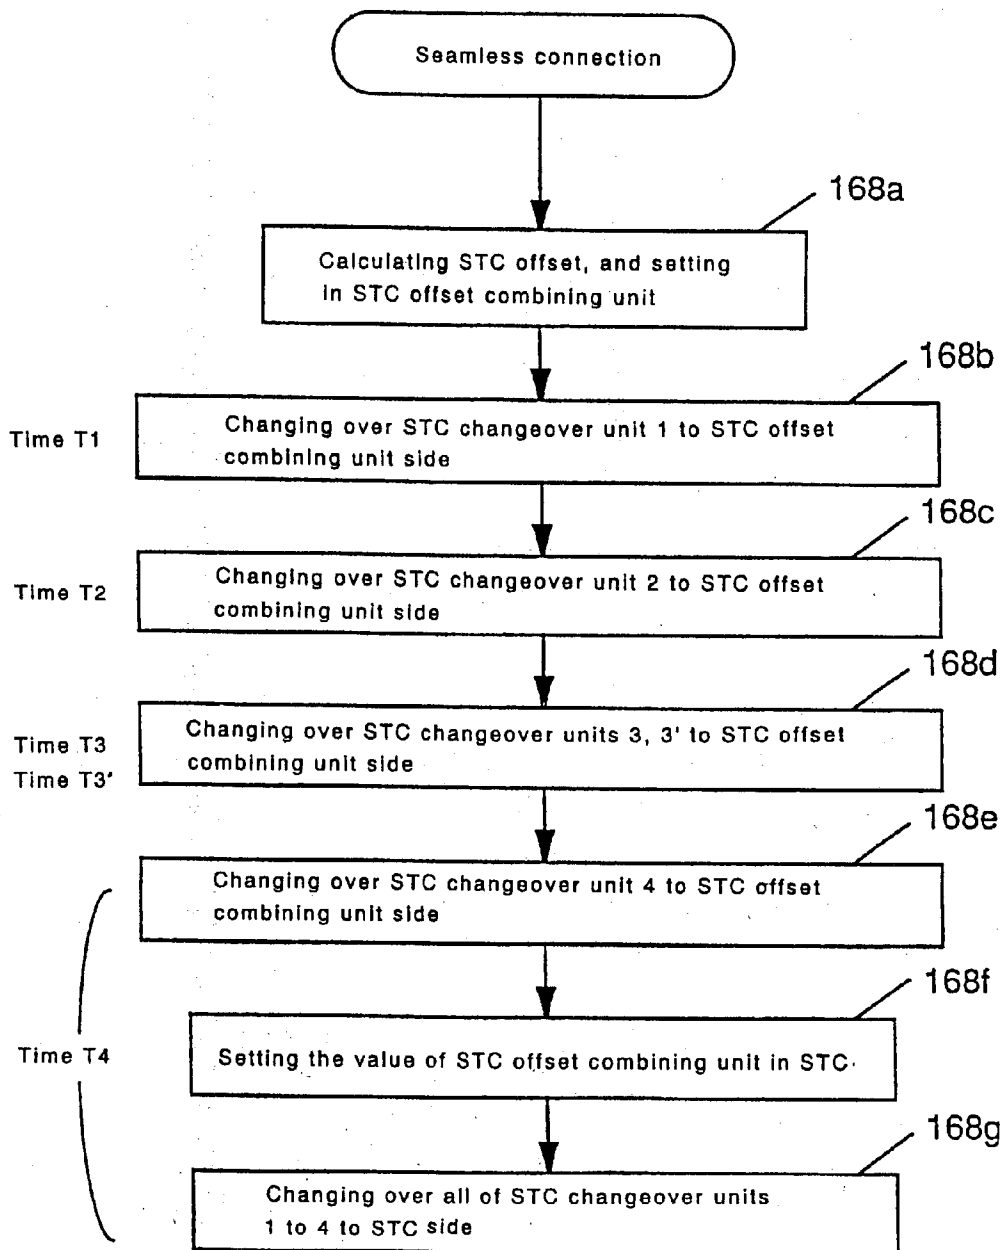 Seamless connection
168a
Calculating STC offset, and setting
in STC offset combining unit
168b
Time T1
Changing over STC changeover unit 1 to STC offset
combining unit side
168c
Time T2
Changing over STC changeover unit 2 to STC offset
combining unit side
168d
Time T3
Time T3'
Changing over STC changeover units 3, 3' to STC offset
combining unit side
168e
Changing over STC changeover unit 4 to STC offset
combining unit side
168f
Time T4
Setting the value of STC offset combining unit in STC
168g
Changing over all of STC changeover units
1 to 4 to STC side